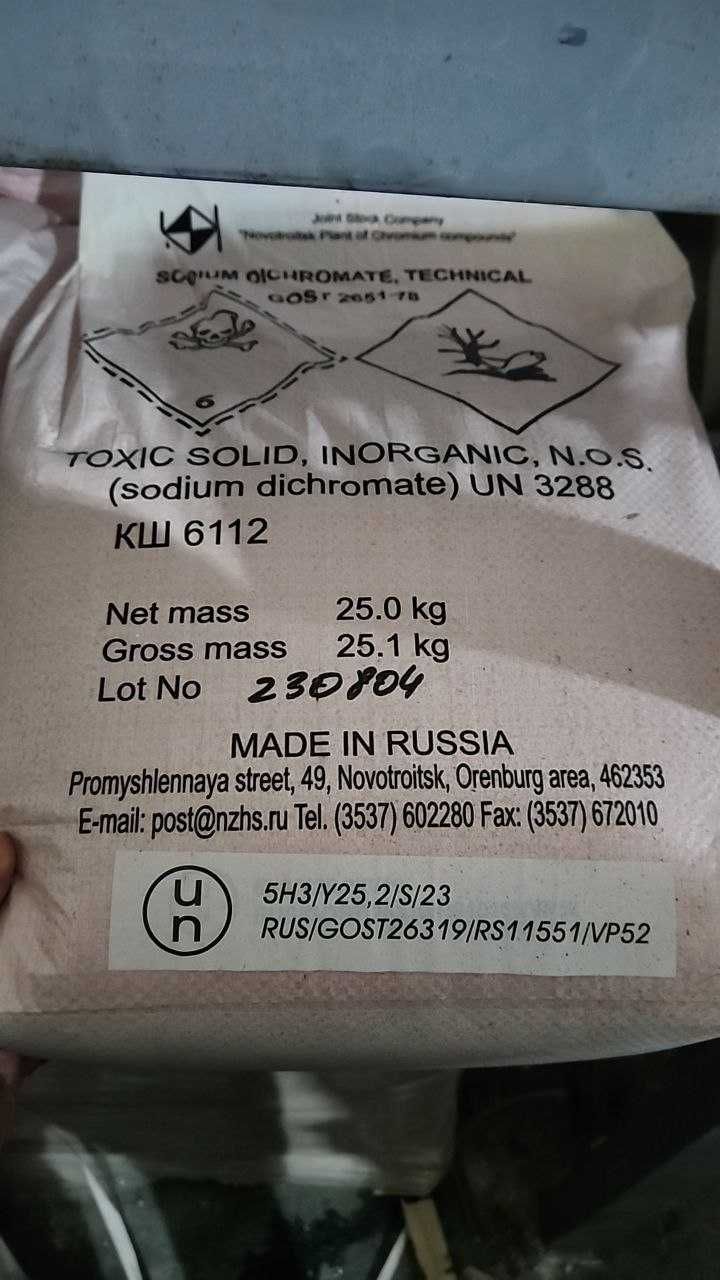 Joint Stock Company
"Novotroitsk Plant of Chromium compounds"
SODIUM DICHROMATE, TECHNICAL
GOST 2651-78
6
TOXIC SOLID, INORGANIC, N.O.S.
(sodium dichromate) UN 3288
КШ 6112
Net mass 25.0 kg
Gross mass 25.1 kg
Lot No 230804
MADE IN RUSSIA
Promyshlennaya street, 49, Novotroitsk, Orenburg area, 462353
E-mail: post@nzhs.ru Tel. (3537) 602280 Fax: (3537) 672010
un
5H3/Y25,2/S/23
RUS/GOST26319/RS11551/VP52